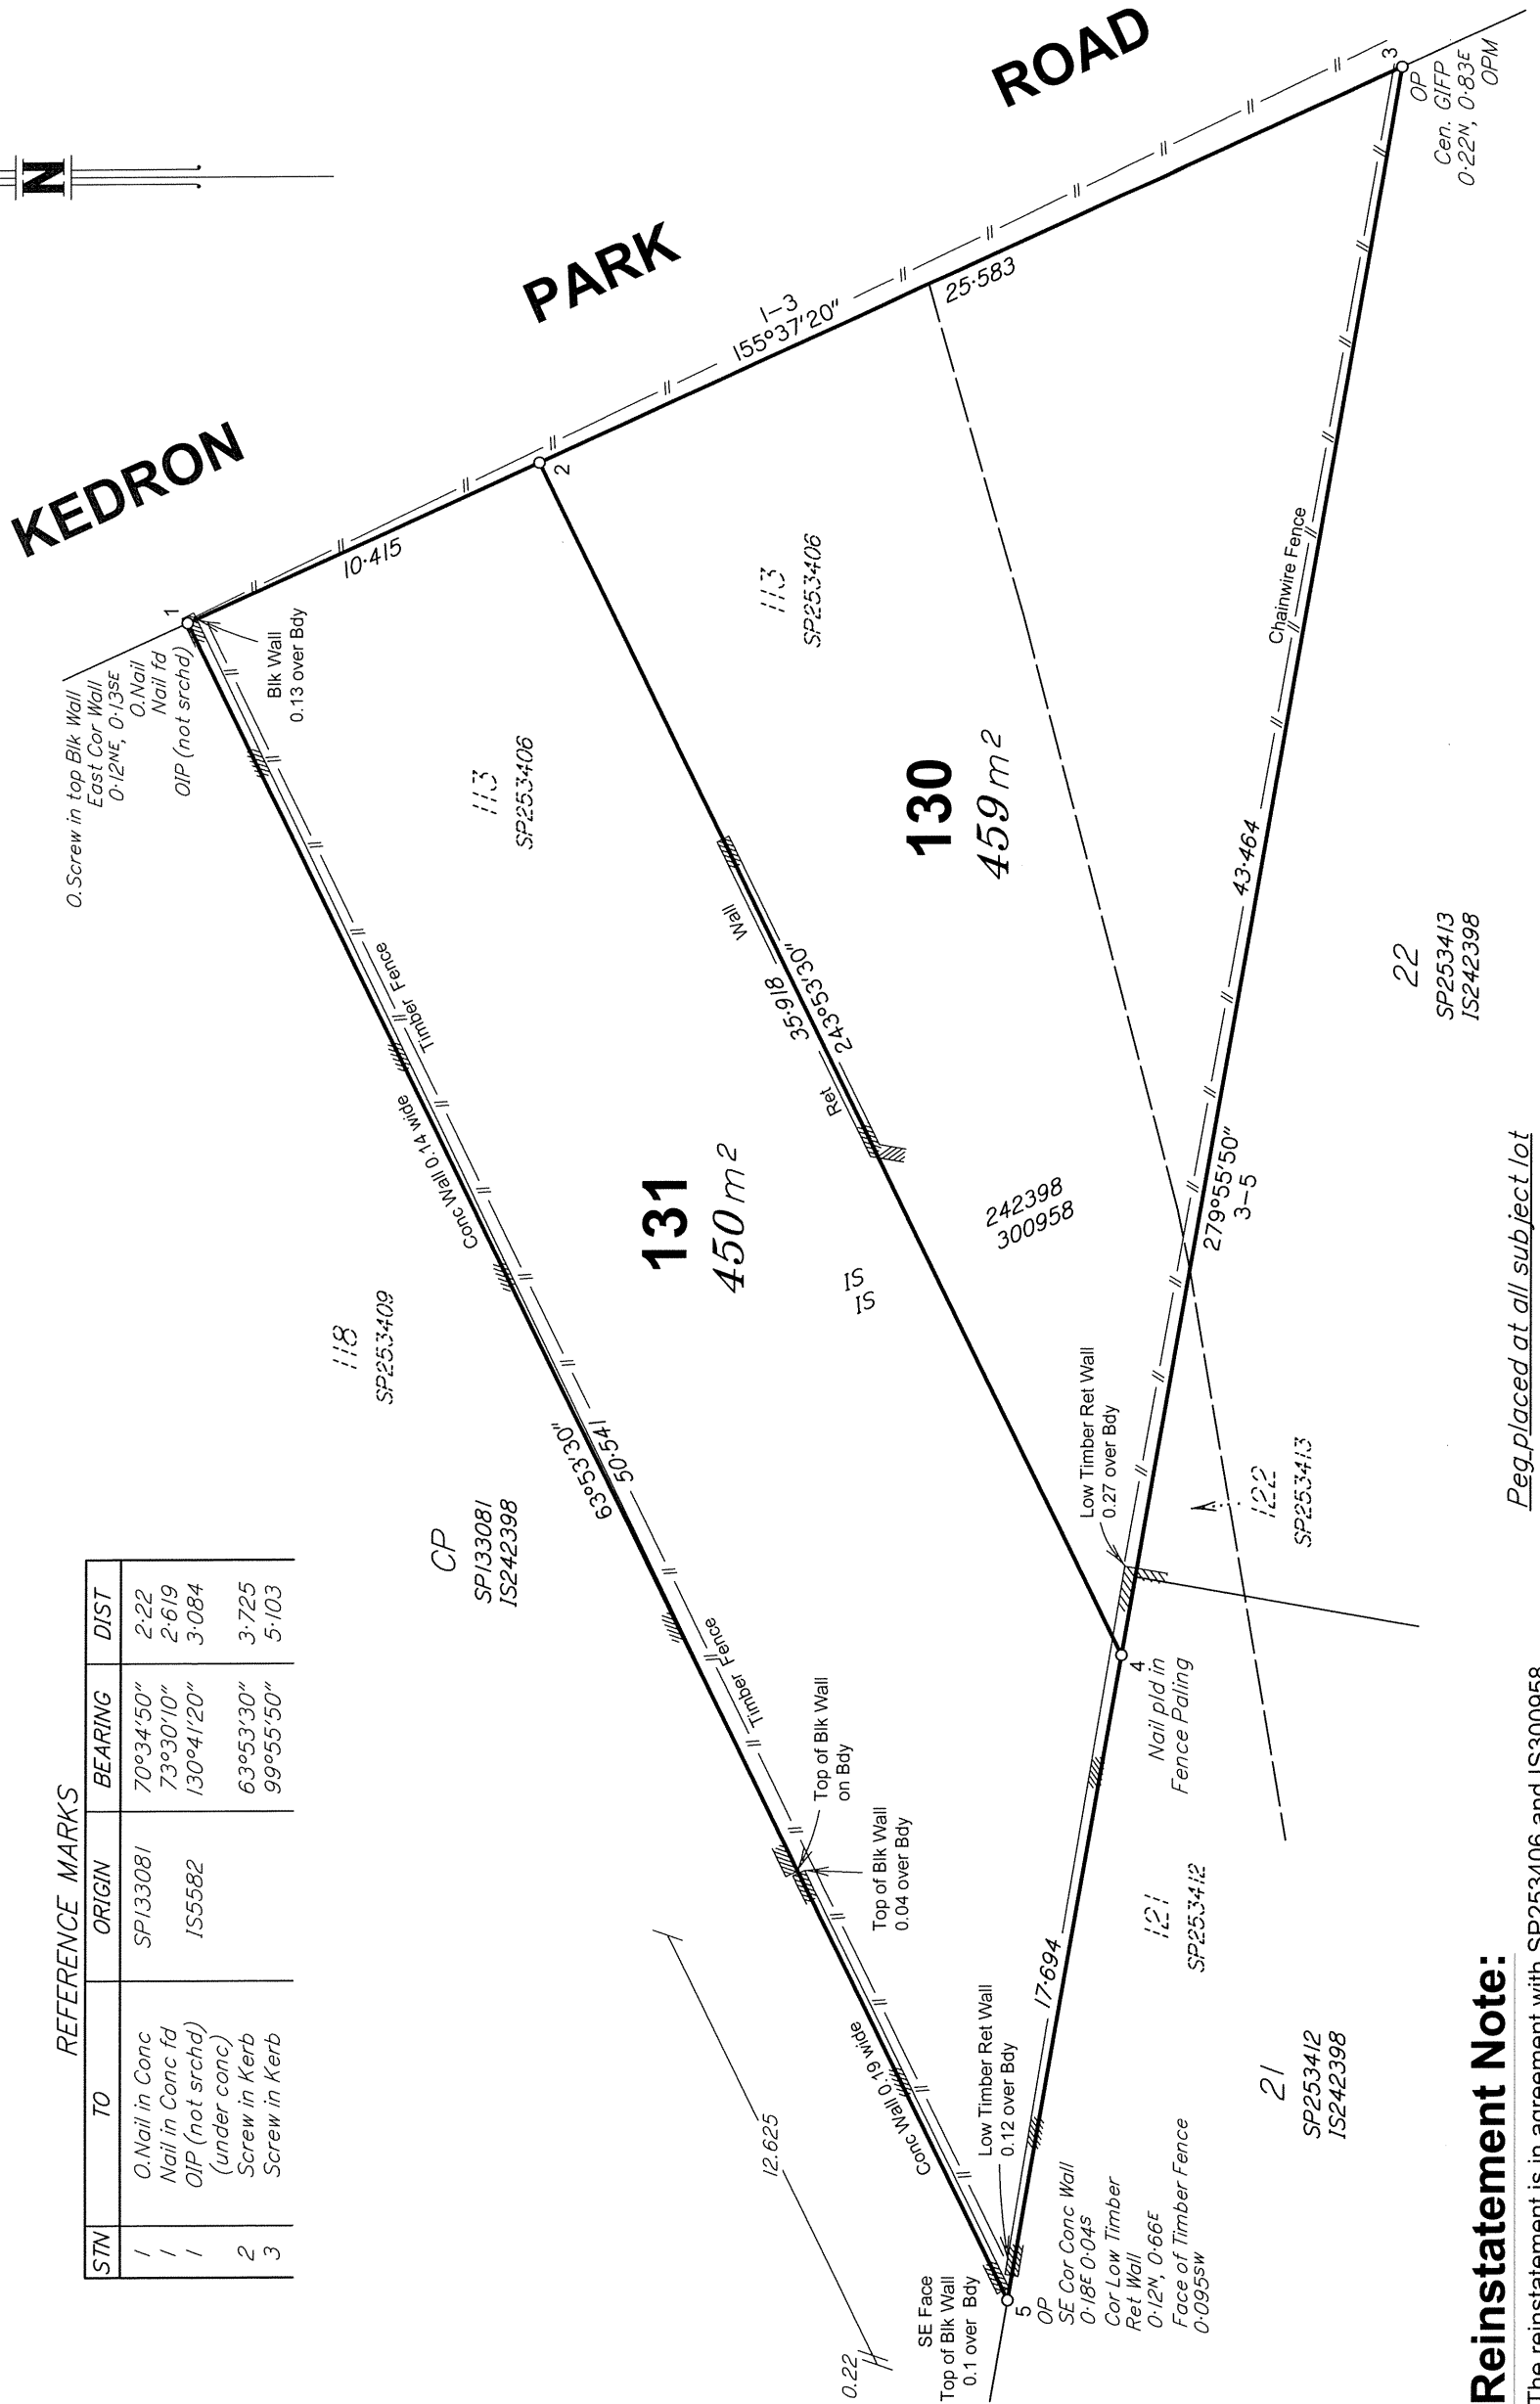 N
KEDRON
PARK
ROAD
REFERENCE MARKS
STN TO ORIGIN BEARING DIST
1 O.Nail in Conc SP133081 70°34'50" 2·22
1 Nail in Conc fd 73°30'10" 2·619
1 OIP (not srchd) IS5582 130°41'20" 3·084
(under conc)
2 Screw in Kerb 63°53'30" 3·725
3 Screw in Kerb 99°55'50" 5·103
O.Screw in top Blk Wall
East Cor Wall
0·12NE, 0·13SE
O.Nail
Nail fd
OIP (not srchd)
1
Blk Wall
0.13 over Bdy
10·415
2
1–3
155°37'20"
25·583
3
OP
Cen. GIFP
0·22N, 0·83E
OPM
118
SP253409
CP
SP133081
IS242398
Conc Wall 0.14 wide
Timber Fence
63°53'30"
50·541
Timber Fence
113
SP253406
131
450 m²
113
SP253406
Wall
Ret
35·918
243°53'30"
130
459 m²
IS 242398
IS 300958
Chainwire Fence
43·464
279°55'50"
3–5
22
SP253413
IS242398
Top of Blk Wall
on Bdy
Top of Blk Wall
0.04 over Bdy
Low Timber Ret Wall
0.27 over Bdy
A
122
SP253413
4
Nail pld in
Fence Paling
12.625
0.22
Conc Wall 0.19 wide
Low Timber Ret Wall
0.12 over Bdy
17·694
121
SP253412
SE Face
Top of Blk Wall
0.1 over Bdy
5
OP
SE Cor Conc Wall
0·18E 0·04S
Cor Low Timber
Ret Wall
0·12N, 0·66E
Face of Timber Fence
0·095SW
21
SP253412
IS242398
Peg placed at all subject lot
Reinstatement Note:
The reinstatement is in agreement with SP253406 and IS300958